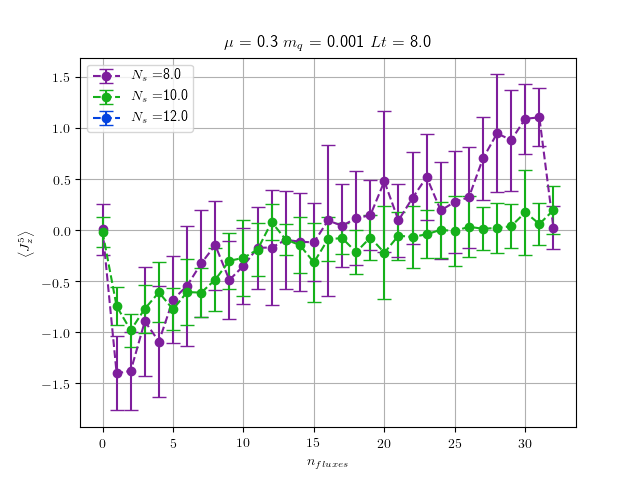 μ = 0.3 m_q = 0.001 Lt = 8.0
N_s =8.0
N_s =10.0
N_s =12.0
1.5
1.0
0.5
0.0
−0.5
−1.0
−1.5
⟨J_z^5⟩
0 5 10 15 20 25 30
n_{fluxes}